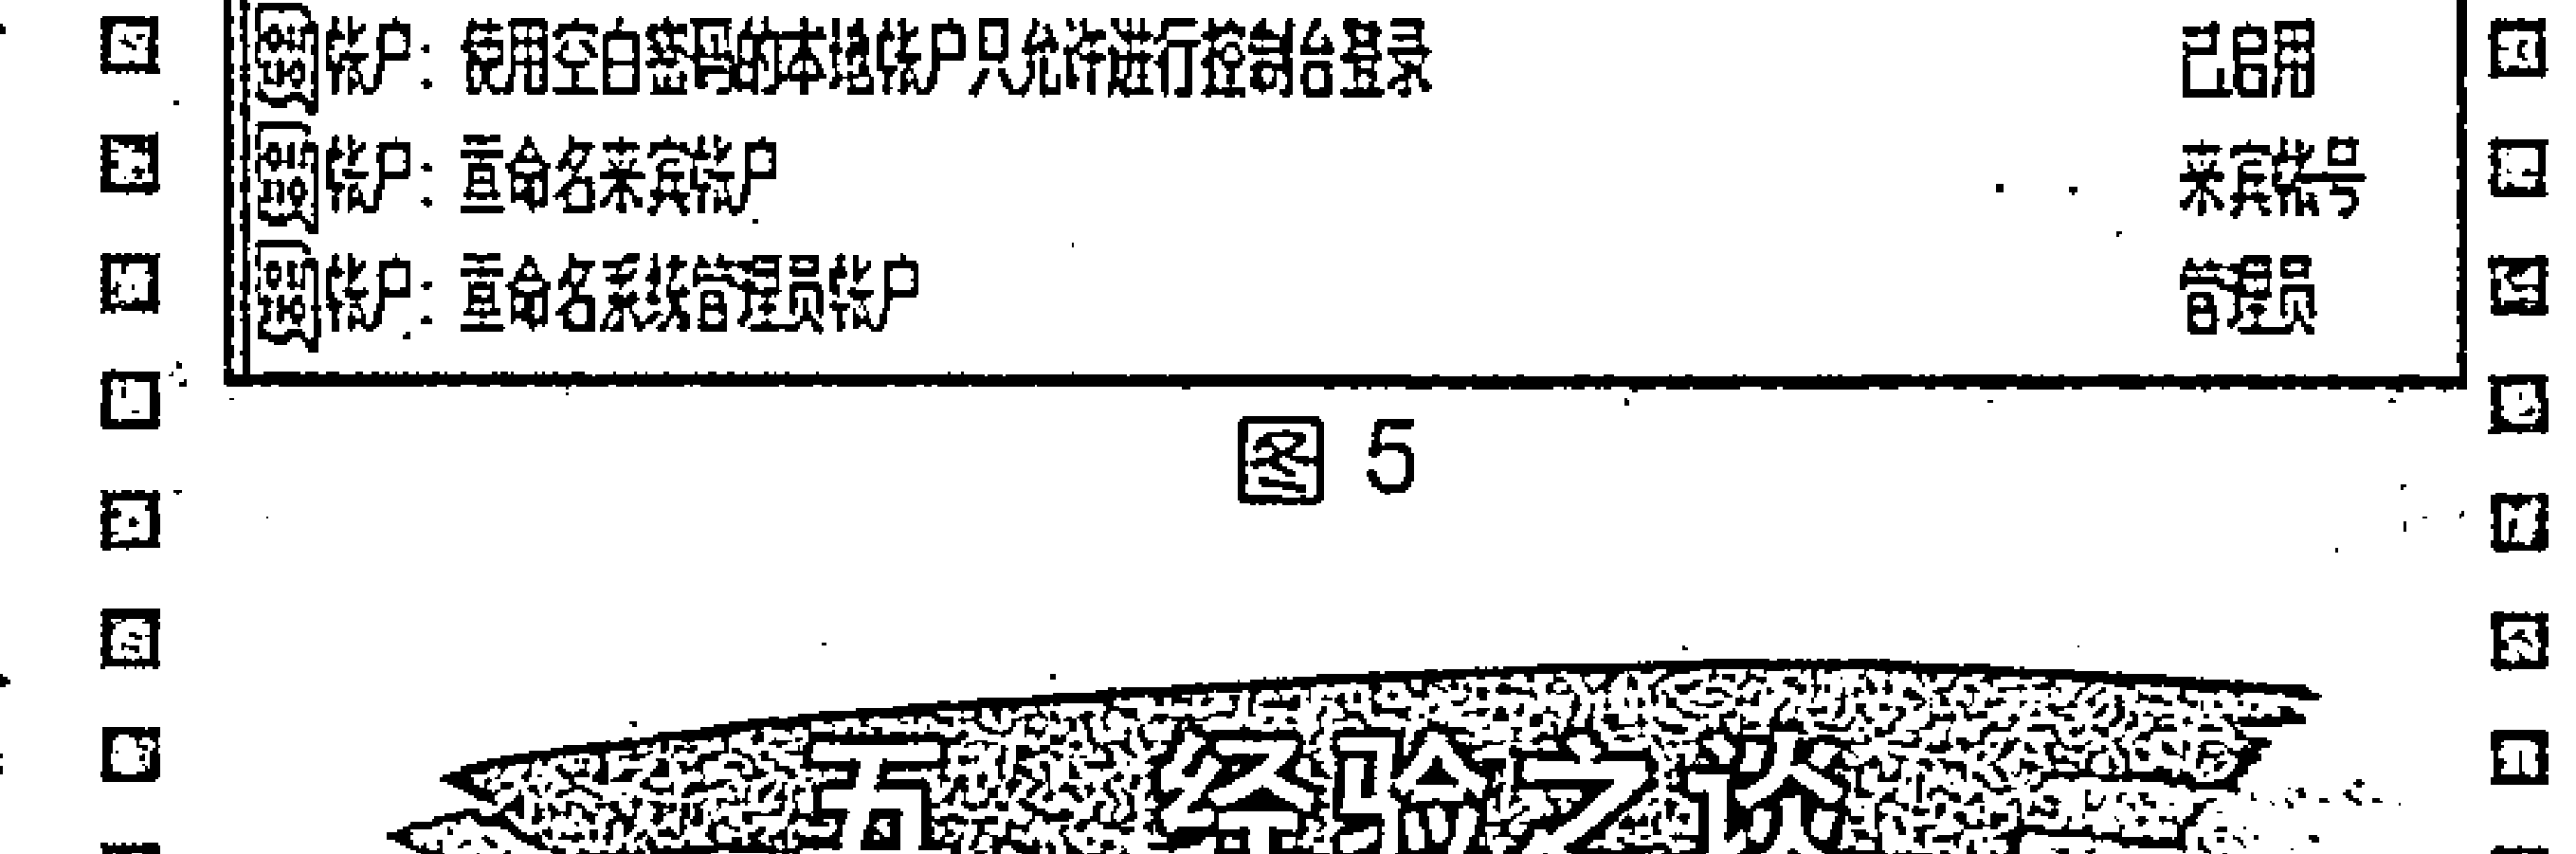 帐户: 使用空白密码的本地帐户只允许进行控制台登录 已启用
帐户: 重命名来宾帐户 来宾帐号
帐户: 重命名系统管理员帐户 管理员
图 5
五 经验之谈